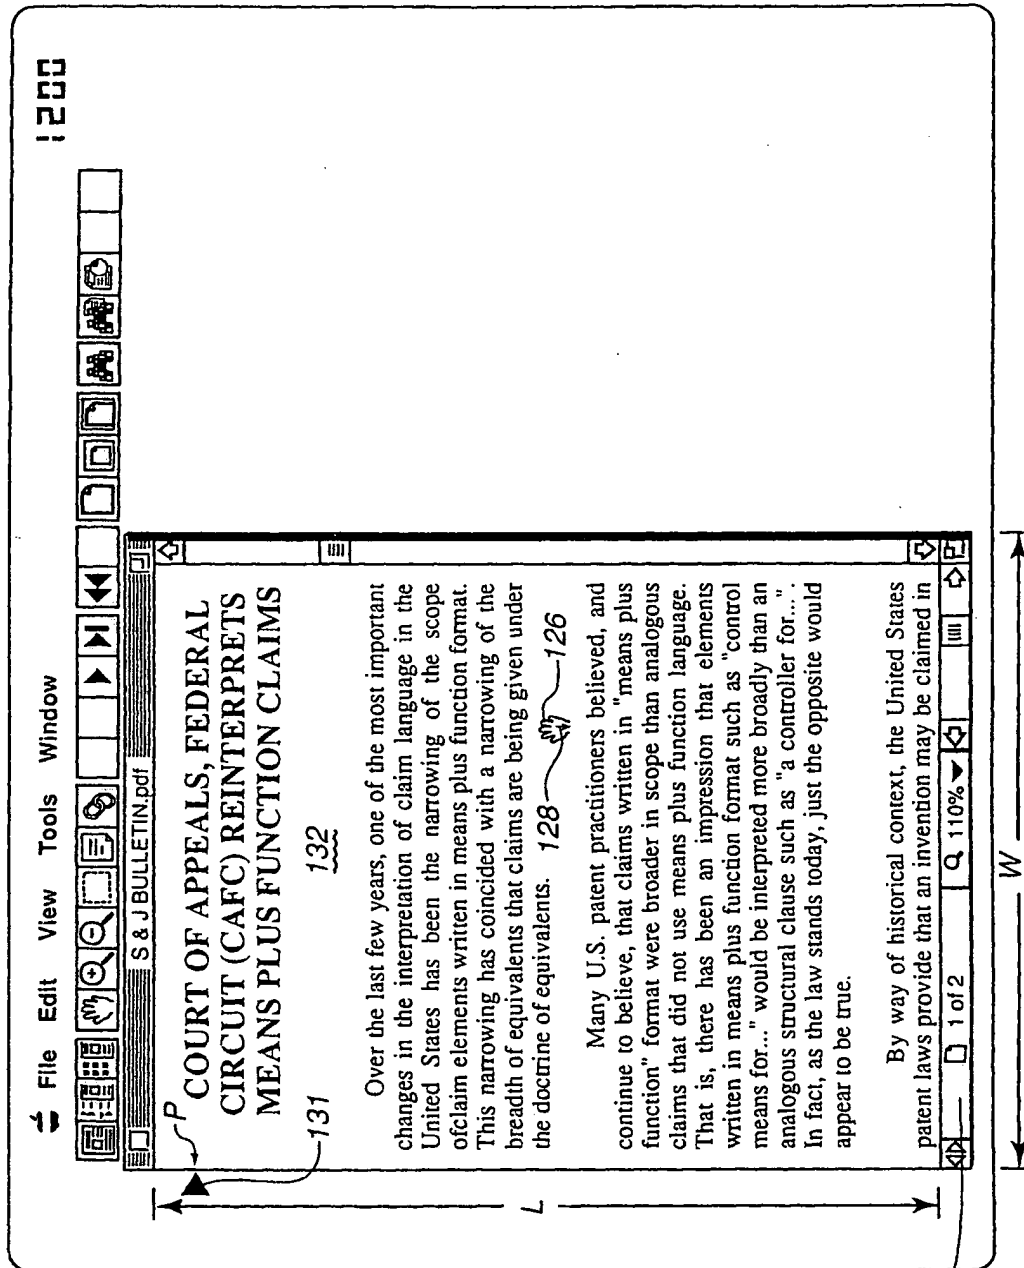 File Edit View Tools Window
1200
S & J BULLETIN.pdf
P
COURT OF APPEALS, FEDERAL
CIRCUIT (CAFC) REINTERPRETS
MEANS PLUS FUNCTION CLAIMS
131
132
Over the last few years, one of the most important
changes in the interpretation of claim language in the
United States has been the narrowing of the scope
ofclaim elements written in means plus function format.
This narrowing has coincided with a narrowing of the
breadth of equivalents that claims are being given under
the doctrine of equivalents.
128
126
Many U.S. patent practitioners believed, and
continue to believe, that claims written in "means plus
function" format were broader in scope than analogous
claims that did not use means plus function language.
That is, there has been an impression that elements
written in means plus function format such as "control
means for..." would be interpreted more broadly than an
analogous structural clause such as "a controller for... .".
In fact, as the law stands today, just the opposite would
appear to be true.
By way of historical context, the United States
patent laws provide that an invention may be claimed in
1 of 2
110%
L
W